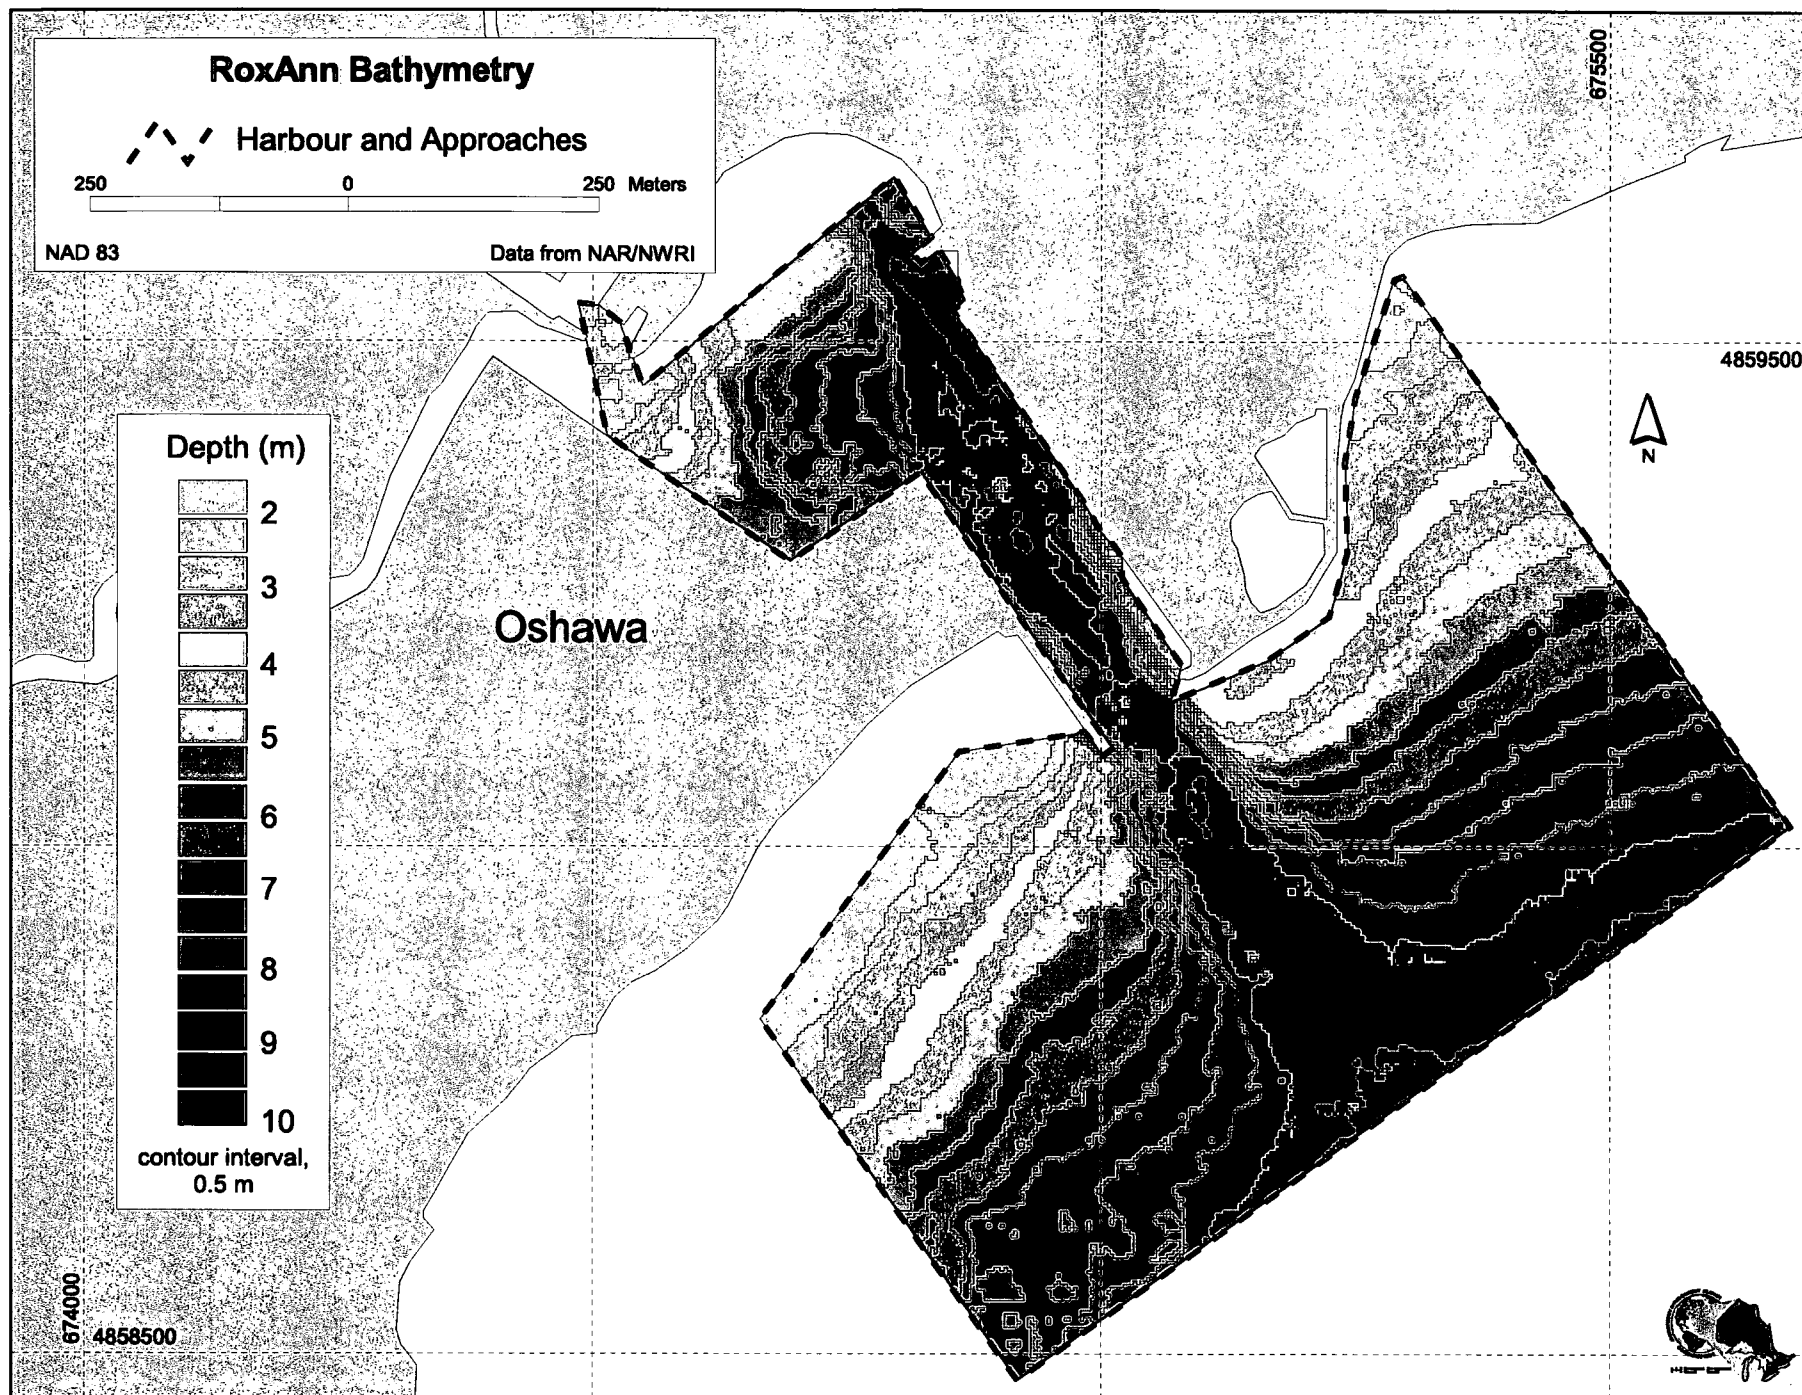 RoxAnn Bathymetry
Harbour and Approaches
250 0 250 Meters
NAD 83 Data from NAR/NWRI
675500
4859500
N
Depth (m)
2
3
4
5
6
7
8
9
10
contour interval,
0.5 m
Oshawa
674000
4858500